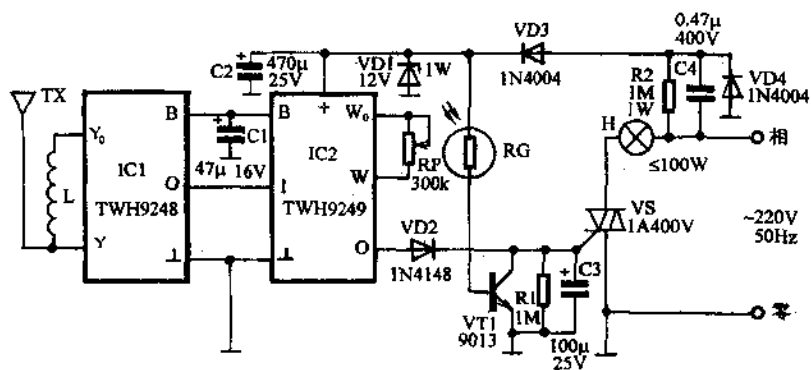 TX
Y₀
L
Y
B
IC1
TWH9248
O
⊥
47μ
16V
C1
C2
470μ
25V
B
+
W₀
IC2
TWH9249
W
I
O
⊥
RP
300k
VD1
12V
1W
RG
VD2
1N4148
VT1
9013
R1
1M
C3
100μ
25V
VD3
1N4004
0.47μ
400V
R2
1M
1W
C4
VD4
1N4004
H
≤100W
相
VS
1A400V
~220V
50Hz
零